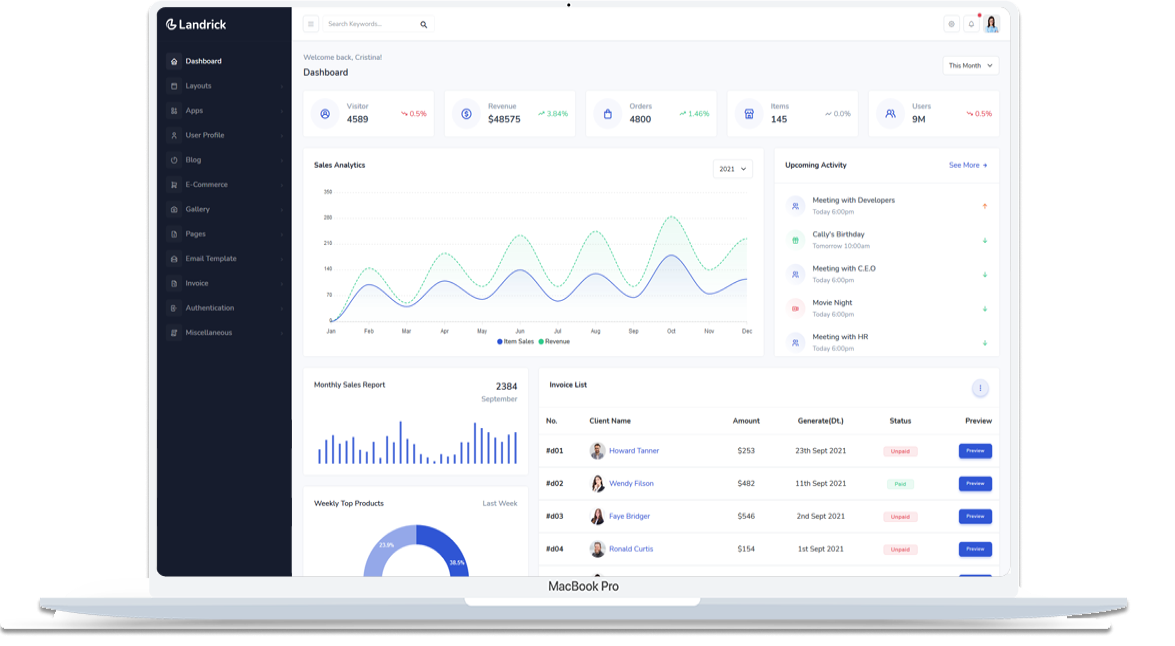 Landrick
Search Keywords...
Dashboard
Layouts
Apps
User Profile
Blog
E-Commerce
Gallery
Pages
Email Template
Invoice
Authentication
Miscellaneous
Welcome back, Cristina!
Dashboard
This Month
Visitor
4589
0.5%
Revenue
$48575
3.84%
Orders
4800
1.46%
Items
145
0.0%
Users
9M
0.5%
Sales Analytics
2021
350
280
210
140
70
0
Jan Feb Mar Apr May Jun Jul Aug Sep Oct Nov Dec
Item Sales Revenue
Upcoming Activity
See More
Meeting with Developers
Today 6:00pm
Cally's Birthday
Tomorrow 10:00am
Meeting with C.E.O
Today 6:00pm
Movie Night
Today 6:00pm
Meeting with HR
Today 6:00pm
Monthly Sales Report
2384
September
Weekly Top Products
Last Week
23.8%
38.5%
Invoice List
No. Client Name Amount Generate(Dt.) Status Preview
#d01 Howard Tanner $253 23th Sept 2021 Unpaid Preview
#d02 Wendy Filson $482 11th Sept 2021 Paid Preview
#d03 Faye Bridger $546 2nd Sept 2021 Unpaid Preview
#d04 Ronald Curtis $154 1st Sept 2021 Unpaid Preview
MacBook Pro